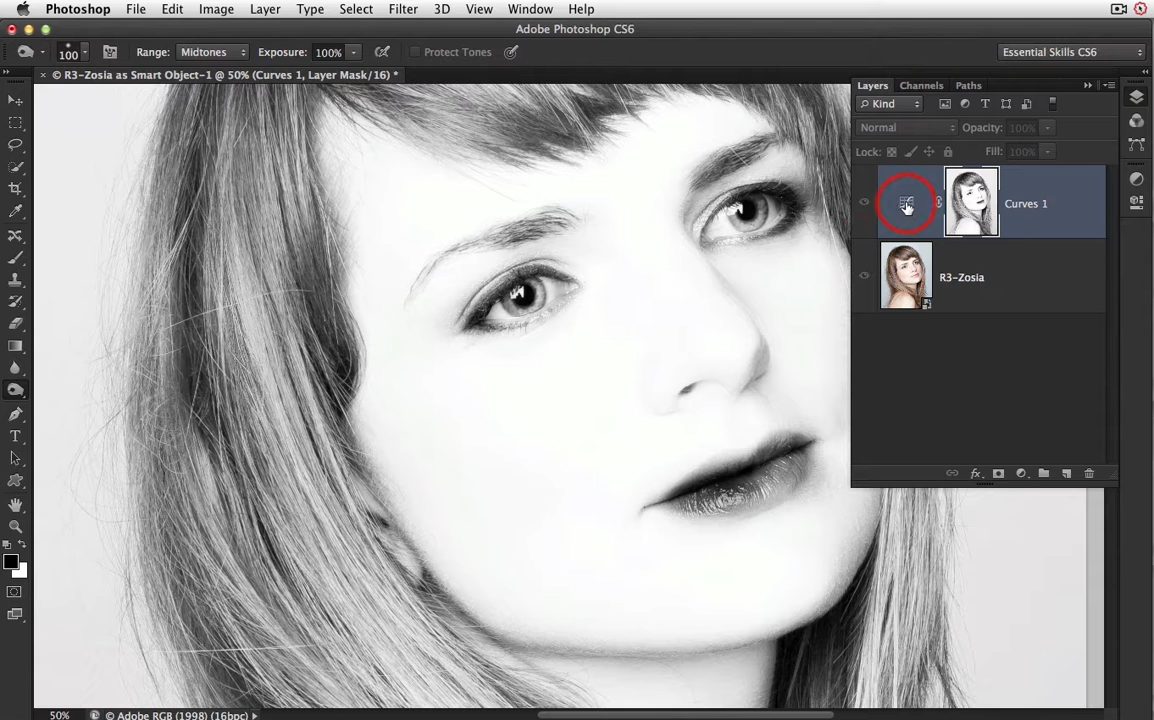 Photoshop File Edit Image Layer Type Select Filter 3D View Window Help
Adobe Photoshop CS6
100 Range: Midtones Exposure: 100% Protect Tones Essential Skills CS6
× © R3-Zosia as Smart Object-1 @ 50% (Curves 1, Layer Mask/16) *
Layers Channels Paths
Kind
Normal Opacity: 100%
Lock: Fill: 100%
Curves 1
R3-Zosia
fx
50% © Adobe RGB (1998) (16bpc)